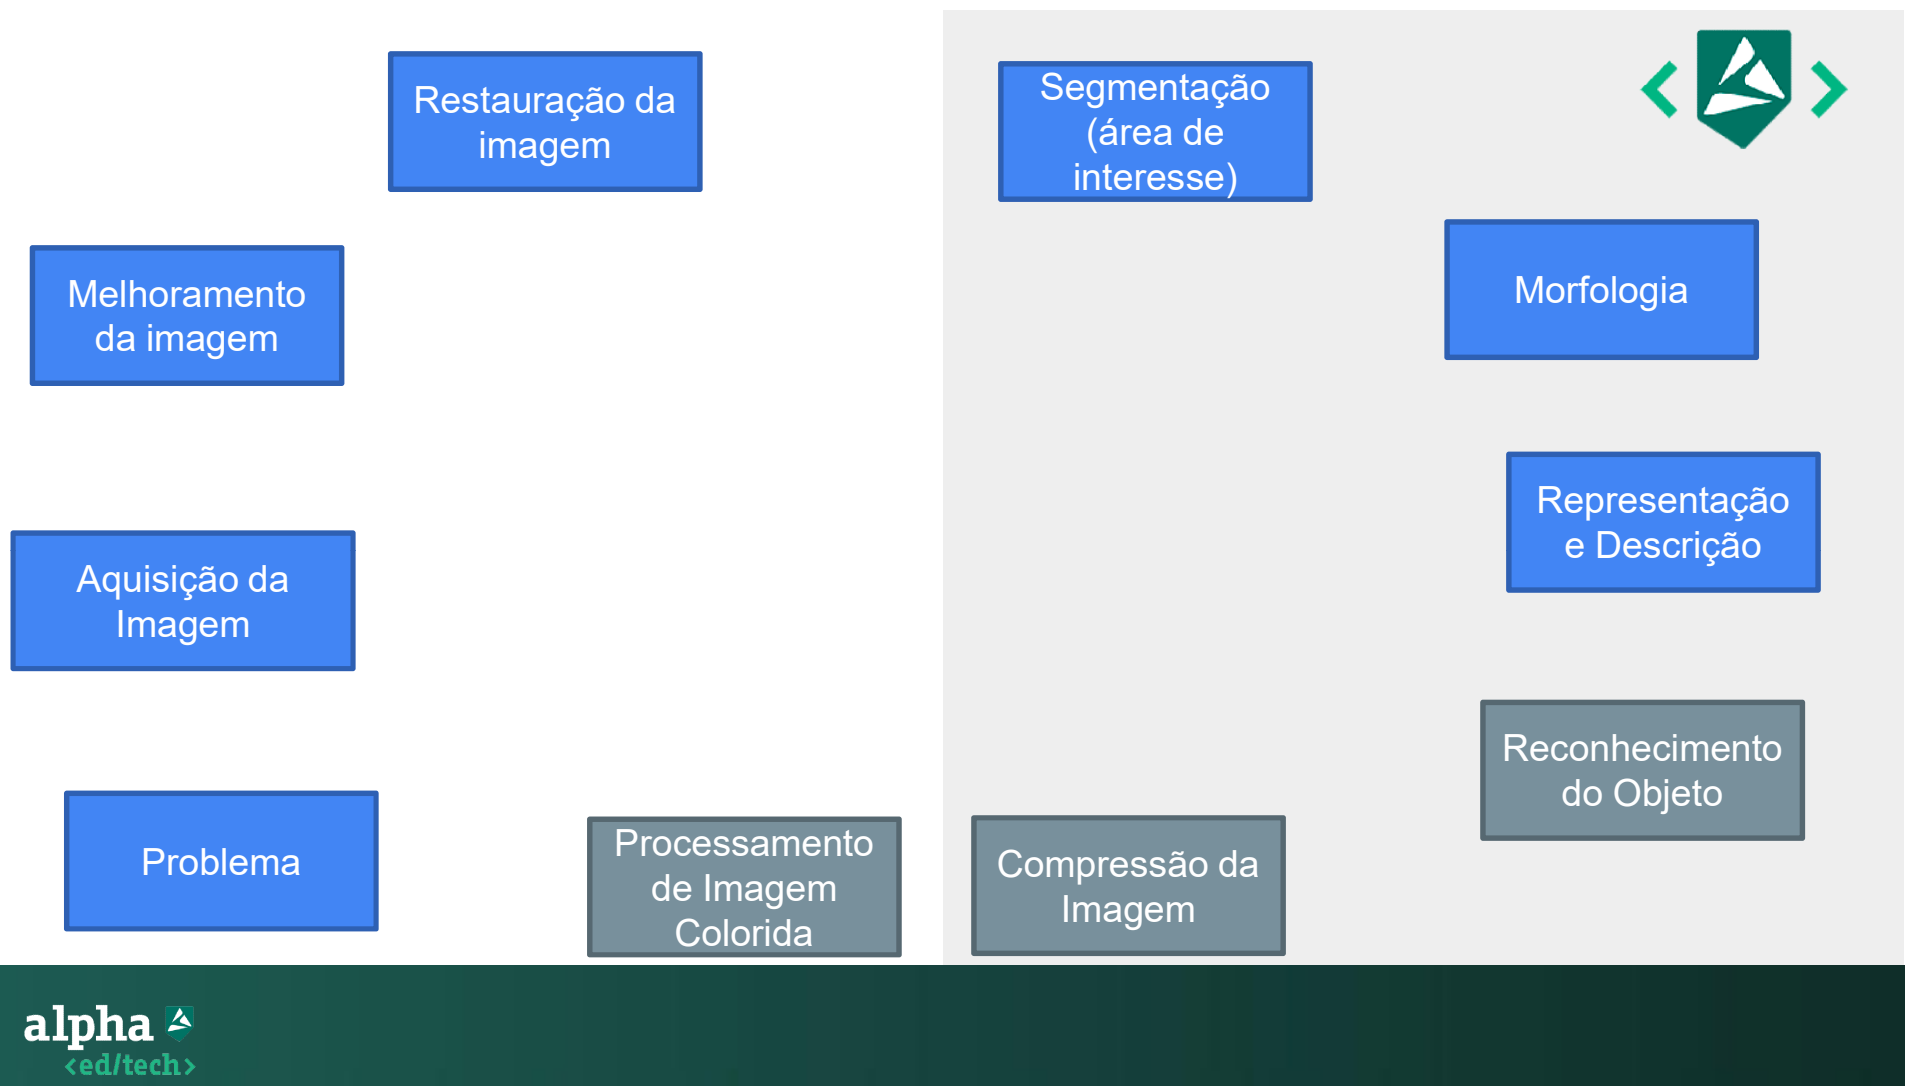 Restauração da
imagem
Segmentação
(área de
interesse)
Melhoramento
da imagem
Morfologia
Representação
e Descrição
Aquisição da
Imagem
Reconhecimento
do Objeto
Problema
Processamento
de Imagem
Colorida
Compressão da
Imagem
alpha
<ed/tech>